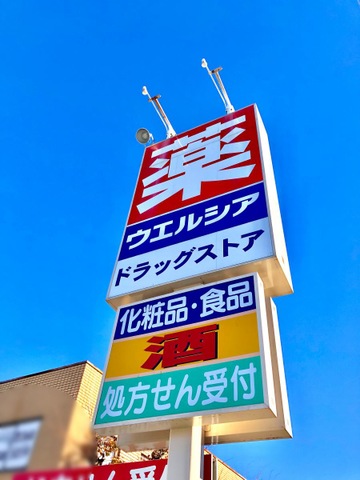 薬
ウエルシア
ドラッグストア
化粧品・食品
酒
処方せん受付